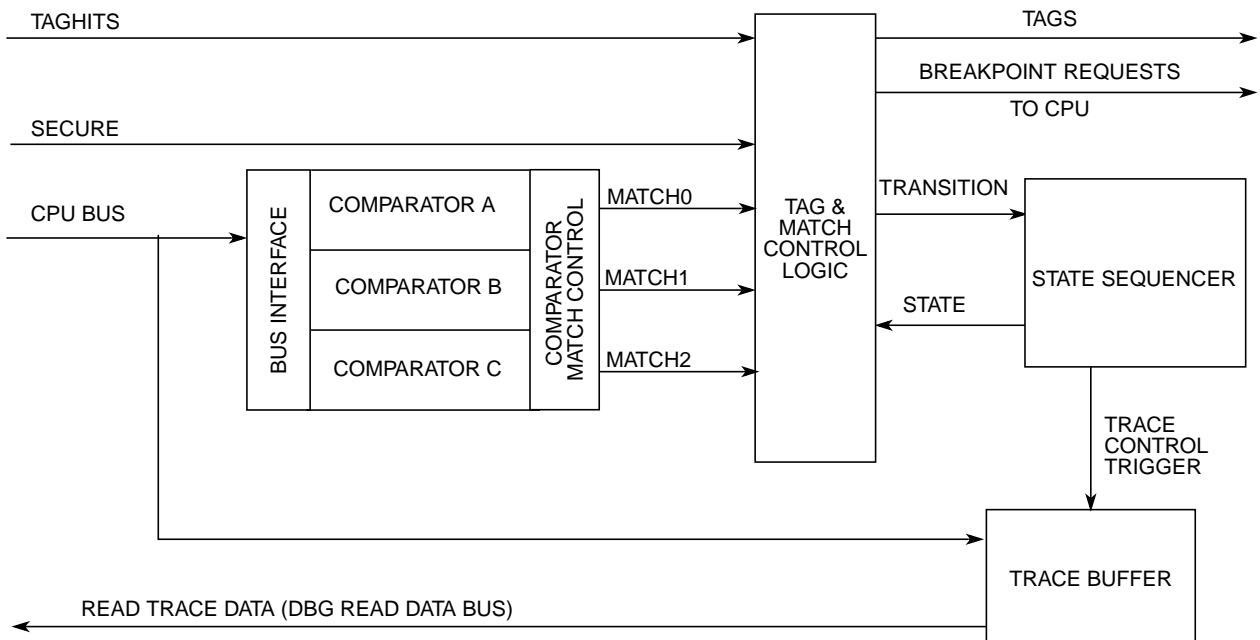 TAGHITS
TAGS
BREAKPOINT REQUESTS
TO CPU
SECURE
CPU BUS
BUS INTERFACE
COMPARATOR A
COMPARATOR B
COMPARATOR C
COMPARATOR
MATCH CONTROL
MATCH0
MATCH1
MATCH2
TAG &
MATCH
CONTROL
LOGIC
TRANSITION
STATE
STATE SEQUENCER
TRACE
CONTROL
TRIGGER
TRACE BUFFER
READ TRACE DATA (DBG READ DATA BUS)